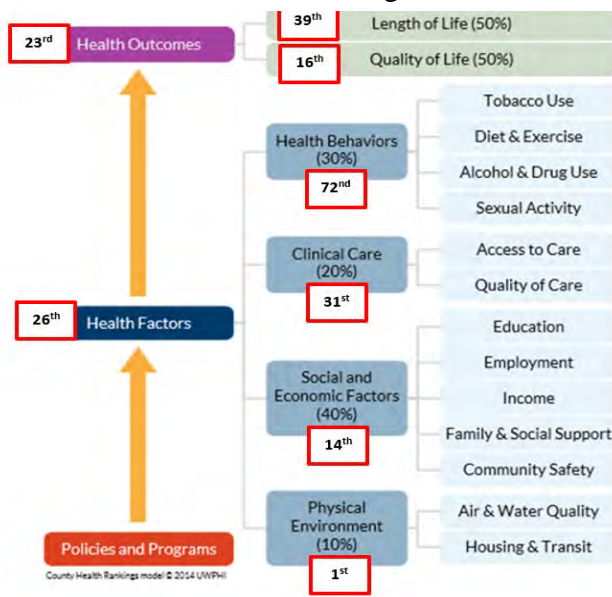 39th
Length of Life (50%)
23rd
Health Outcomes
16th
Quality of Life (50%)
Tobacco Use
Health Behaviors
(30%)
72nd
Diet & Exercise
Alcohol & Drug Use
Sexual Activity
Clinical Care
(20%)
31st
Access to Care
Quality of Care
26th
Health Factors
Education
Social and
Economic Factors
(40%)
14th
Employment
Income
Family & Social Support
Community Safety
Physical
Environment
(10%)
1st
Air & Water Quality
Housing & Transit
Policies and Programs
County Health Rankings model © 2014 UWPHI